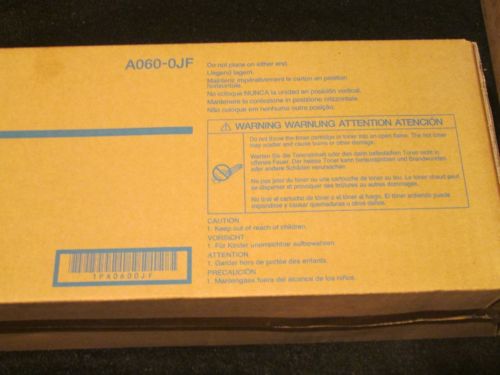 A060-0JF
Do not place on either end.
Liegend lagern.
Maintenir impérativement le carton en position
horizontale.
No coloque NUNCA la unidad en posición vertical.
Mantenere la confezione in posizione orizzontale.
Não coloque em nenhuma outra posição.
WARNING WARNUNG ATTENTION ATENCIÓN
Do not throw the toner cartridge or toner into an open flame. The hot toner
may scatter and cause burns or other damage.
Werfen Sie die Tonereinheit oder den darin befindlichen Toner nicht in
offenes Feuer. Der heisse Toner kann herausspritzen und Brandwunden
oder andere Schäden verursachen.
Ne pas jeter de toner ou une cartouche de toner au feu. Le toner chaud peut
se disperser et provoquer des brûlures ou autres dommages.
No tire el cartucho de toner o el toner al fuego. El tóner ardiendo puede
expandirse y causar quemaduras u otros daños.
CAUTION
1. Keep out of reach of children.
VORSICHT
1. Für Kinder unerreichbar aufbewahren.
ATTENTION
1. Garder hors de portée des enfants.
PRECAUCIÓN
1. Mantengase fuera del alcance de los niños.
1PA0600JF